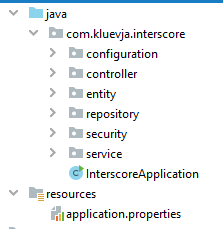 java
com.kluevja.interscore
configuration
controller
entity
repository
security
service
InterscoreApplication
resources
application.properties